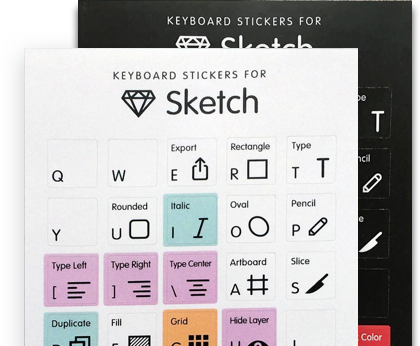 KEYBOARD STICKERS FOR
Sketch
KEYBOARD STICKERS FOR
Sketch
Export Rectangle Type
Q W E R T T
Rounded Italic Oval Pencil
Y U I I O P
Type Left Type Right Type Center Artboard Slice
[ ] \ A S
Duplicate Fill Grid Hide Layer
T
Color